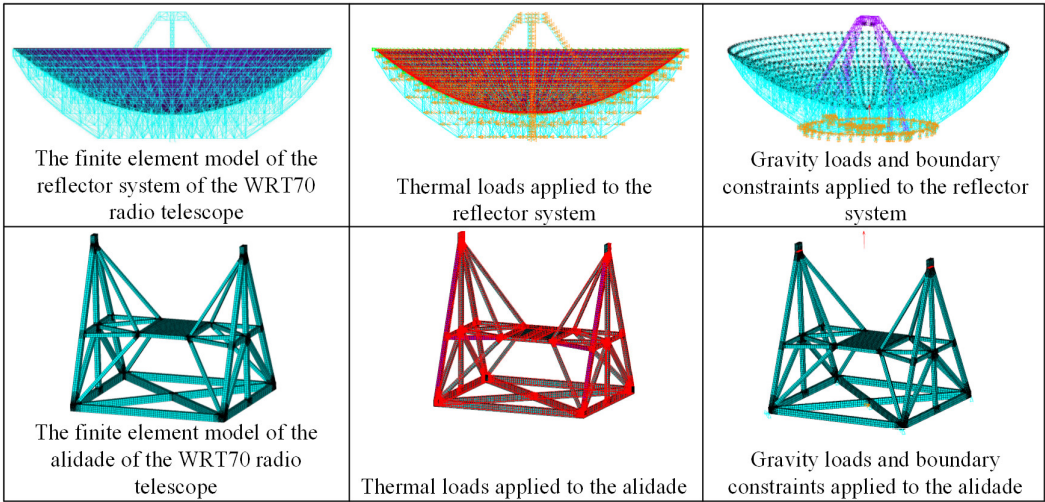 The finite element model of the
reflector system of the WRT70
radio telescope
Thermal loads applied to the
reflector system
Gravity loads and boundary
constraints applied to the reflector
system
The finite element model of the
alidade of the WRT70 radio
telescope
Thermal loads applied to the alidade
Gravity loads and boundary
constraints applied to the alidade